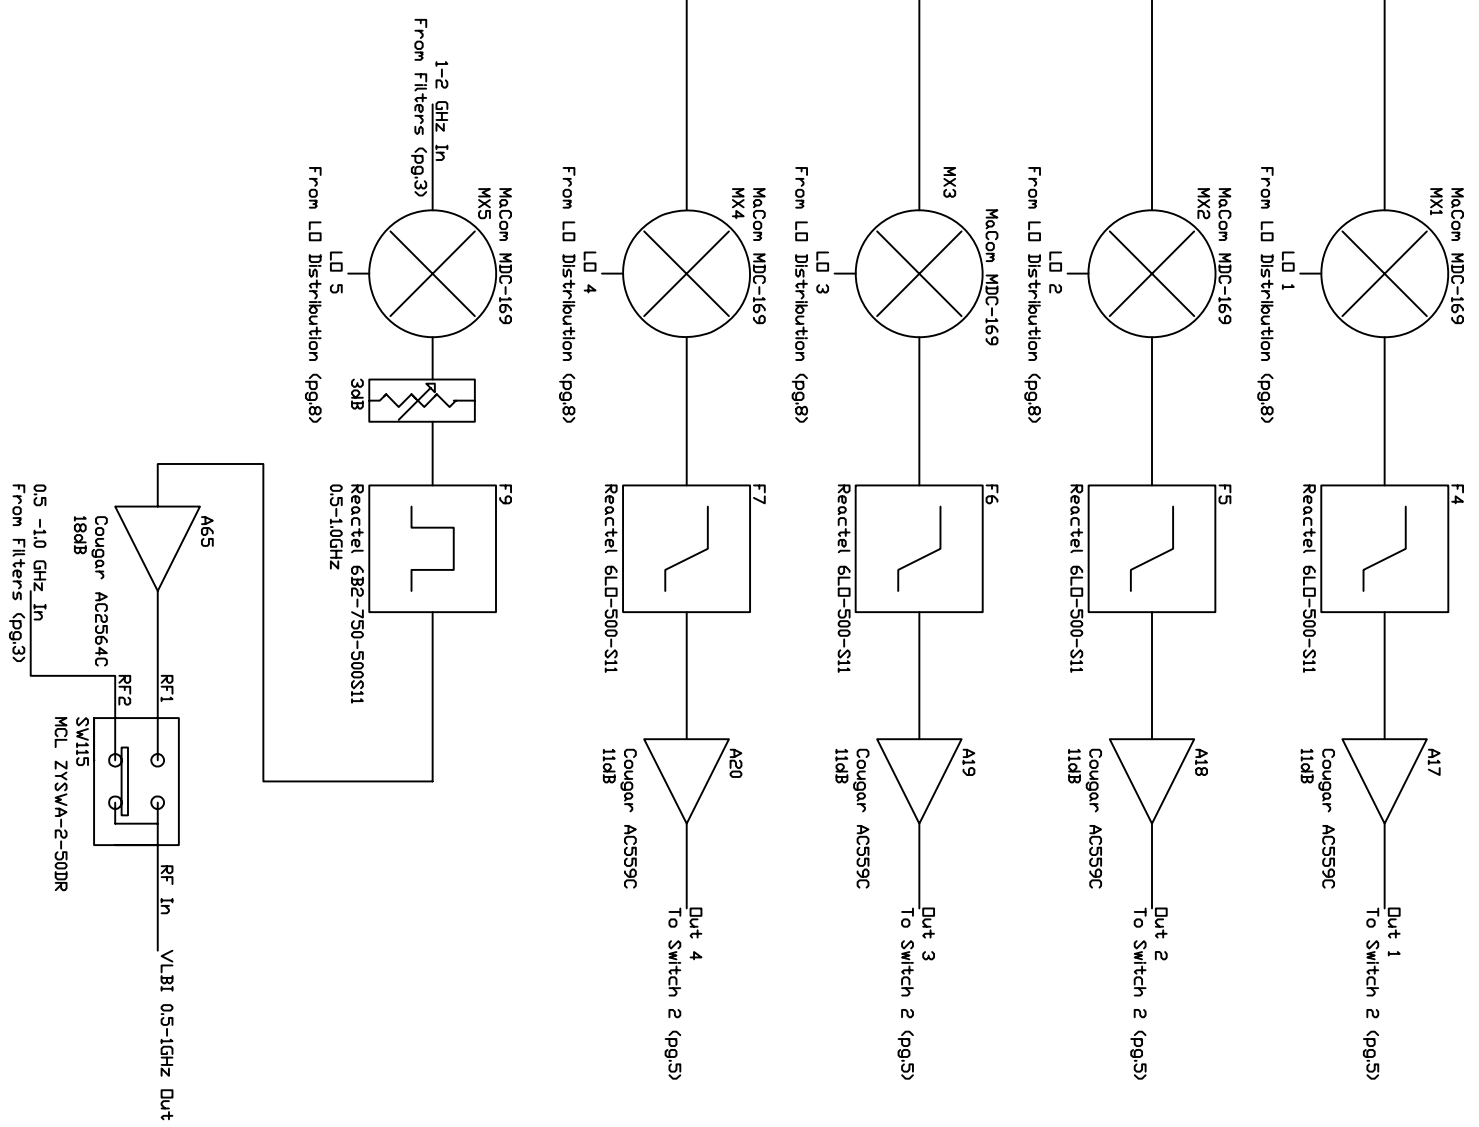 MaCom MDC-169
MX1
LO 1
From LO Distribution (pg.8)
F4
Reactel 6LO-500-S11
A17
Cougar AC559C
11dB
Out 1
To Switch 2 (pg.5)
MaCom MDC-169
MX2
LO 2
From LO Distribution (pg.8)
F5
Reactel 6LO-500-S11
A18
Cougar AC559C
11dB
Out 2
To Switch 2 (pg.5)
MX3
MaCom MDC-169
LO 3
From LO Distribution (pg.8)
F6
Reactel 6LO-500-S11
A19
Cougar AC559C
11dB
Out 3
To Switch 2 (pg.5)
MaCom MDC-169
MX4
LO 4
From LO Distribution (pg.8)
F7
Reactel 6LO-500-S11
A20
Cougar AC559C
11dB
Out 4
To Switch 2 (pg.5)
1-2 GHz In
From Filters (pg.3)
MaCom MDC-169
MX5
LO 5
From LO Distribution (pg.8)
3dB
F9
Reactel 6B2-750-500S11
0.5-1.0GHz
A65
Cougar AC2564C
18dB
0.5 -1.0 GHz In
From Filters (pg.3)
RF1
RF2
SW115
MCL ZYSWA-2-50DR
RF In
VLBI 0.5-1GHz Out